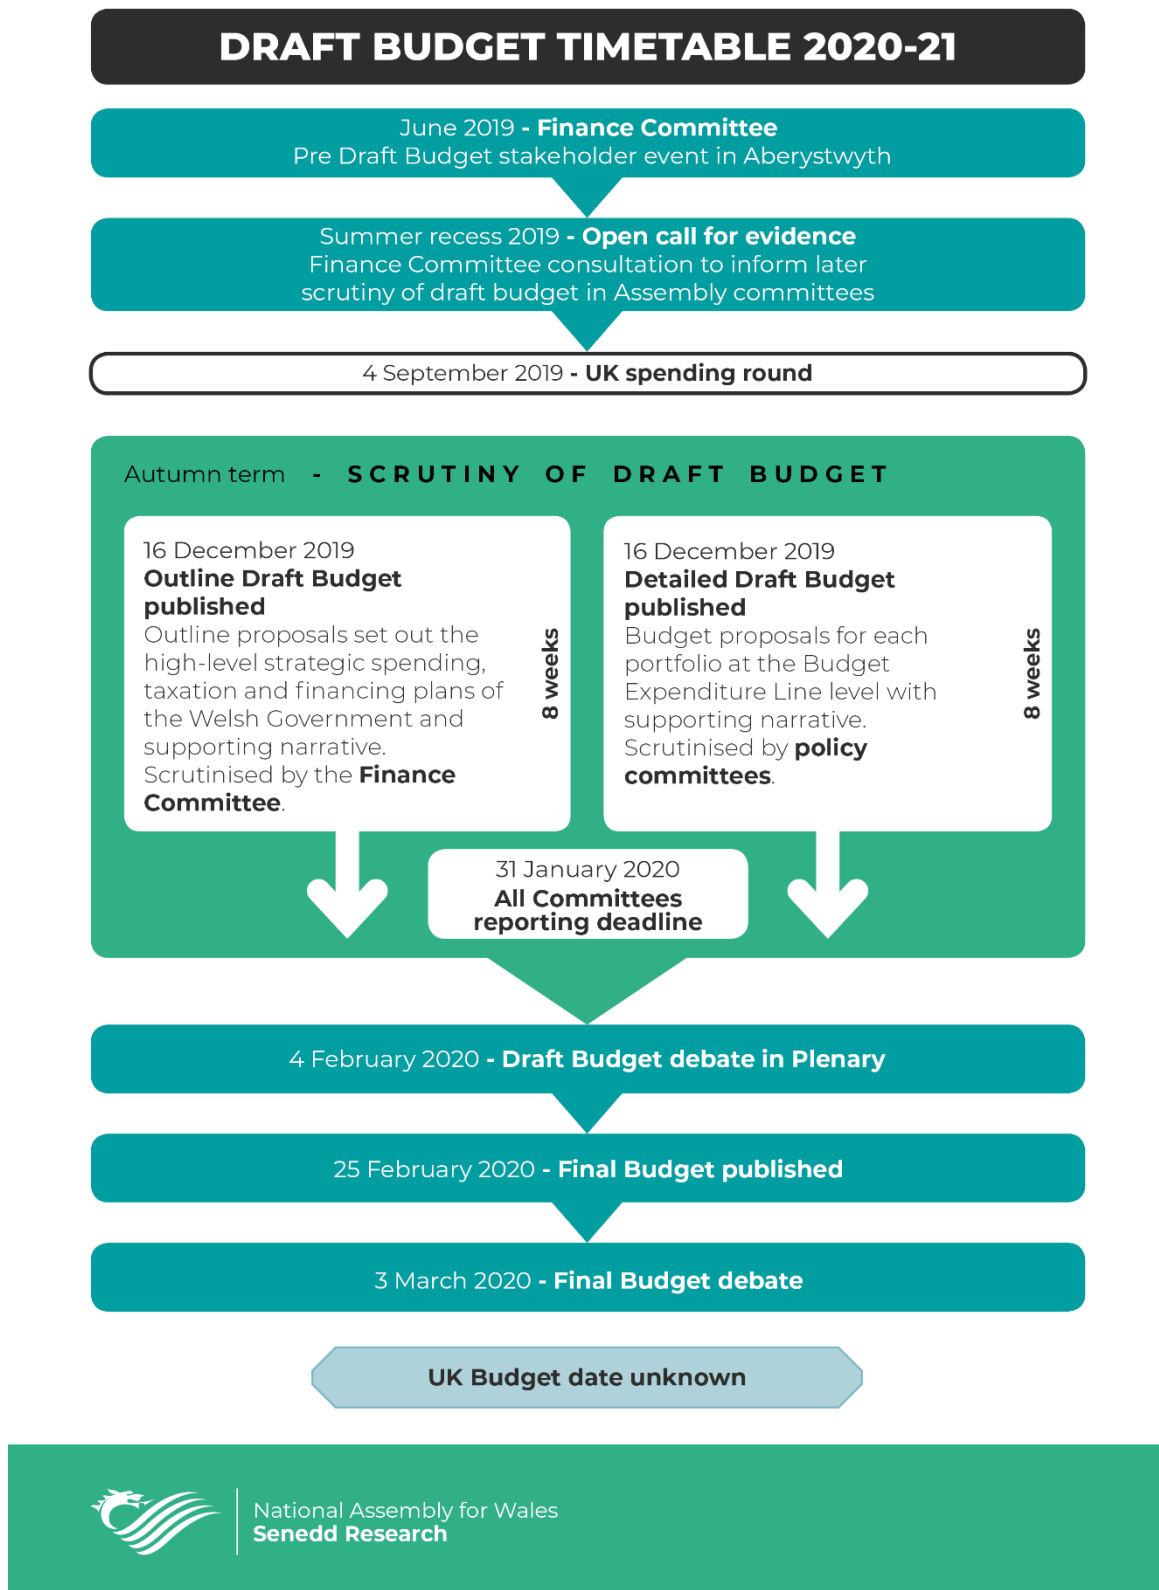 DRAFT BUDGET TIMETABLE 2020-21
June 2019 - Finance Committee
Pre Draft Budget stakeholder event in Aberystwyth
Summer recess 2019 - Open call for evidence
Finance Committee consultation to inform later
scrutiny of draft budget in Assembly committees
4 September 2019 - UK spending round
Autumn term - SCRUTINY OF DRAFT BUDGET
16 December 2019
Outline Draft Budget
published
Outline proposals set out the
high-level strategic spending,
taxation and financing plans of
the Welsh Government and
supporting narrative.
Scrutinised by the Finance
Committee.
8 weeks
16 December 2019
Detailed Draft Budget
published
Budget proposals for each
portfolio at the Budget
Expenditure Line level with
supporting narrative.
Scrutinised by policy
committees.
8 weeks
31 January 2020
All Committees
reporting deadline
4 February 2020 - Draft Budget debate in Plenary
25 February 2020 - Final Budget published
3 March 2020 - Final Budget debate
UK Budget date unknown
National Assembly for Wales
Senedd Research